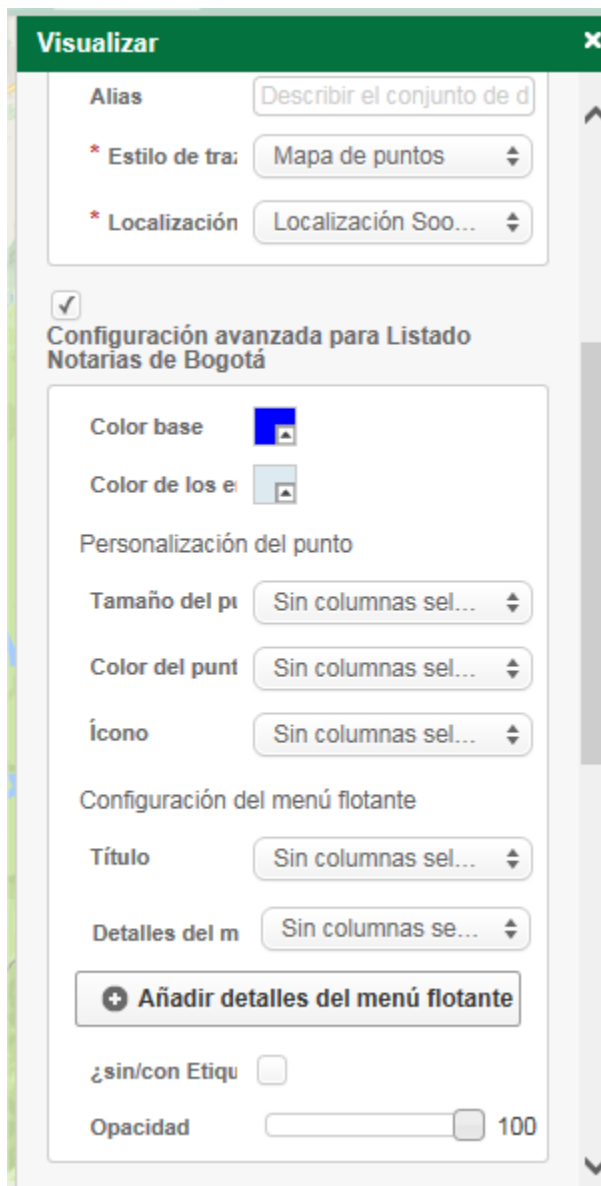 Visualizar
Alias Describir el conjunto de d
* Estilo de tra Mapa de puntos
* Localización Localización Soo...
Configuración avanzada para Listado
Notarias de Bogotá
Color base
Color de los e
Personalización del punto
Tamaño del pu Sin columnas sel...
Color del punt Sin columnas sel...
Ícono Sin columnas sel...
Configuración del menú flotante
Título Sin columnas sel...
Detalles del m Sin columnas se...
Añadir detalles del menú flotante
¿sin/con Etiqu
Opacidad 100